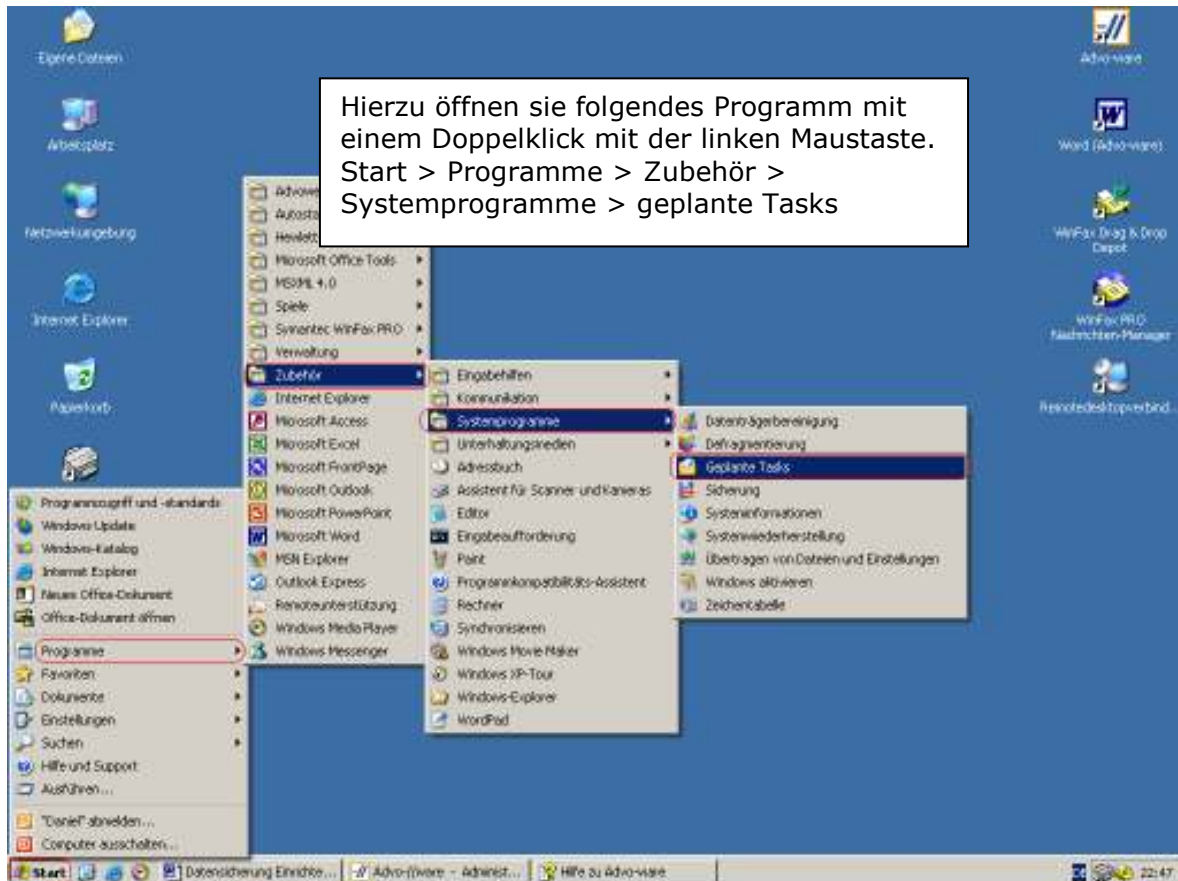 Eigene Dateien
Arbeitsplatz
Netzwerkumgebung
Internet Explorer
Papierkorb
Advo-ware
Word (Advo-ware)
WinFax Drag & Drop
Depot
WinFax PRO
Nachrichten-Manager
Remotedesktopverbind...
Hierzu öffnen sie folgendes Programm mit
einem Doppelklick mit der linken Maustaste.
Start > Programme > Zubehör >
Systemprogramme > geplante Tasks
Microsoft Office Tools
MSXML 4.0
Spiele
Symantec WinFax PRO
Verwaltung
Zubehör
Internet Explorer
Microsoft Access
Microsoft Excel
Microsoft FrontPage
Microsoft Outlook
Microsoft PowerPoint
Microsoft Word
MSN Explorer
Outlook Express
Remoteunterstützung
Windows Media Player
Windows Messenger
Eingabehilfen
Kommunikation
Systemprogramme
Unterhaltungsmedien
Adressbuch
Assistent für Scanner und Kameras
Editor
Eingabeaufforderung
Paint
Programmkompatibilitäts-Assistent
Rechner
Synchronisieren
Windows Movie Maker
Windows XP-Tour
Windows-Explorer
WordPad
Datenträgerbereinigung
Defragmentierung
Geplante Tasks
Sicherung
Systeminformationen
Systemwiederherstellung
Übertragen von Dateien und Einstellungen
Windows aktivieren
Zeichentabelle
Programmzugriff und -standards
Windows Update
Windows-Katalog
Internet Explorer
Neues Office-Dokument
Office-Dokument öffnen
Programme
Favoriten
Dokumente
Einstellungen
Suchen
Hilfe und Support
Ausführen...
"Daniel" abmelden...
Computer ausschalten...
Start
Datensicherung Einrichte...
Advo-//ware - Administ...
Hilfe zu Advo-ware
22:47